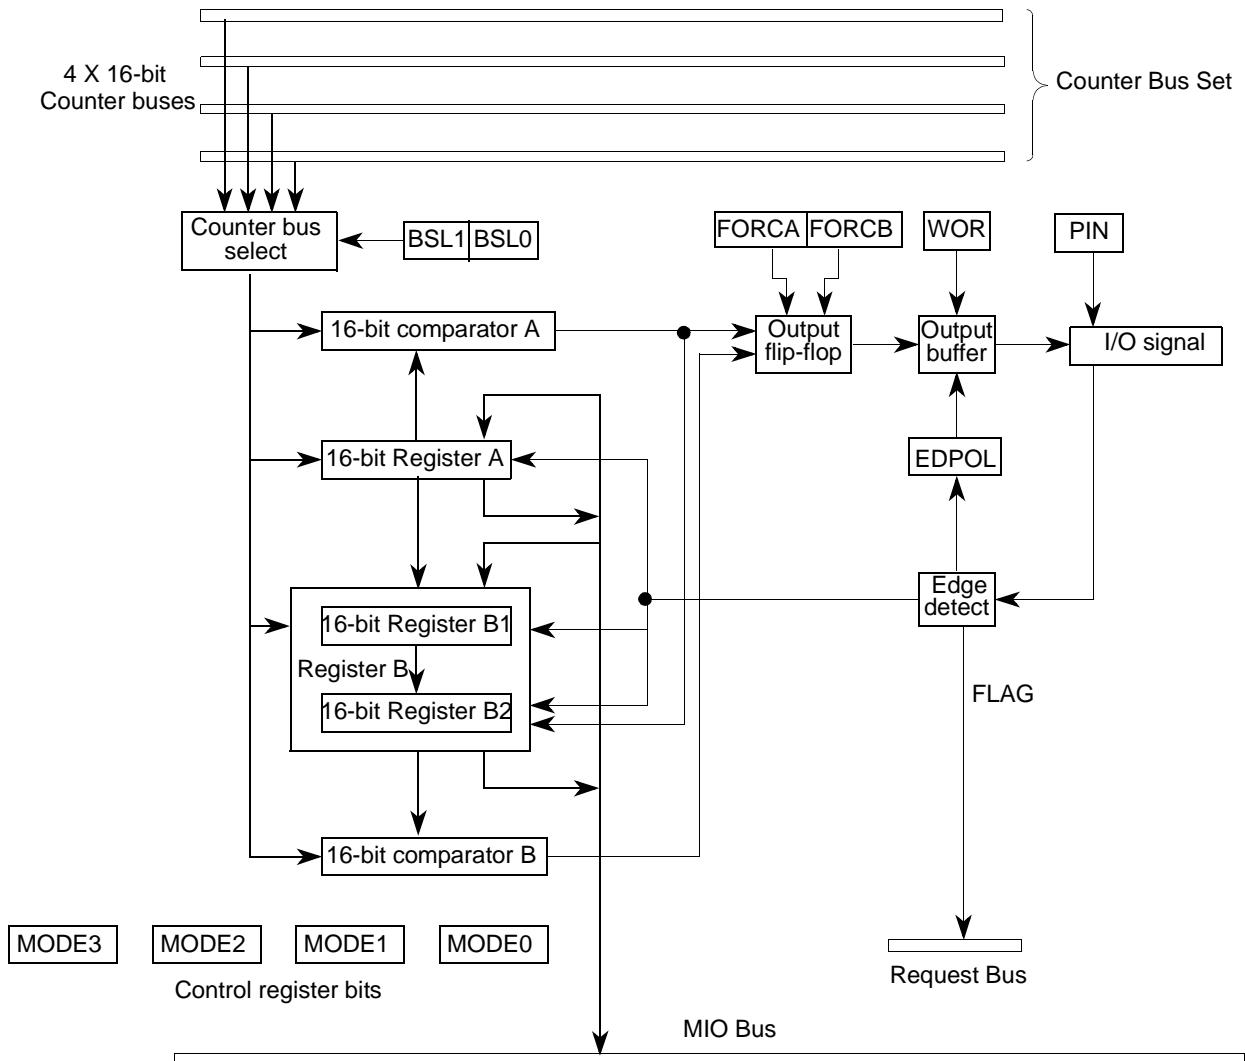 4 X 16-bit
Counter buses
Counter Bus Set
Counter bus
select
BSL1 BSL0
FORCA FORCB
WOR
PIN
16-bit comparator A
Output
flip-flop
Output
buffer
I/O signal
16-bit Register A
EDPOL
Edge
detect
16-bit Register B1
Register B
16-bit Register B2
FLAG
16-bit comparator B
MODE3 MODE2 MODE1 MODE0
Control register bits
Request Bus
MIO Bus